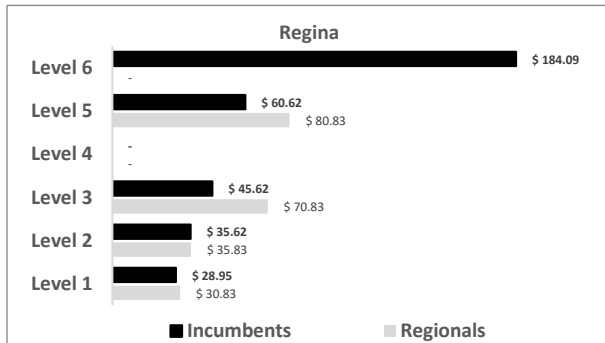 Regina
Level 6
$ 184.09
-
Level 5
$ 60.62
$ 80.83
Level 4
-
-
Level 3
$ 45.62
$ 70.83
Level 2
$ 35.62
$ 35.83
Level 1
$ 28.95
$ 30.83
Incumbents Regionals